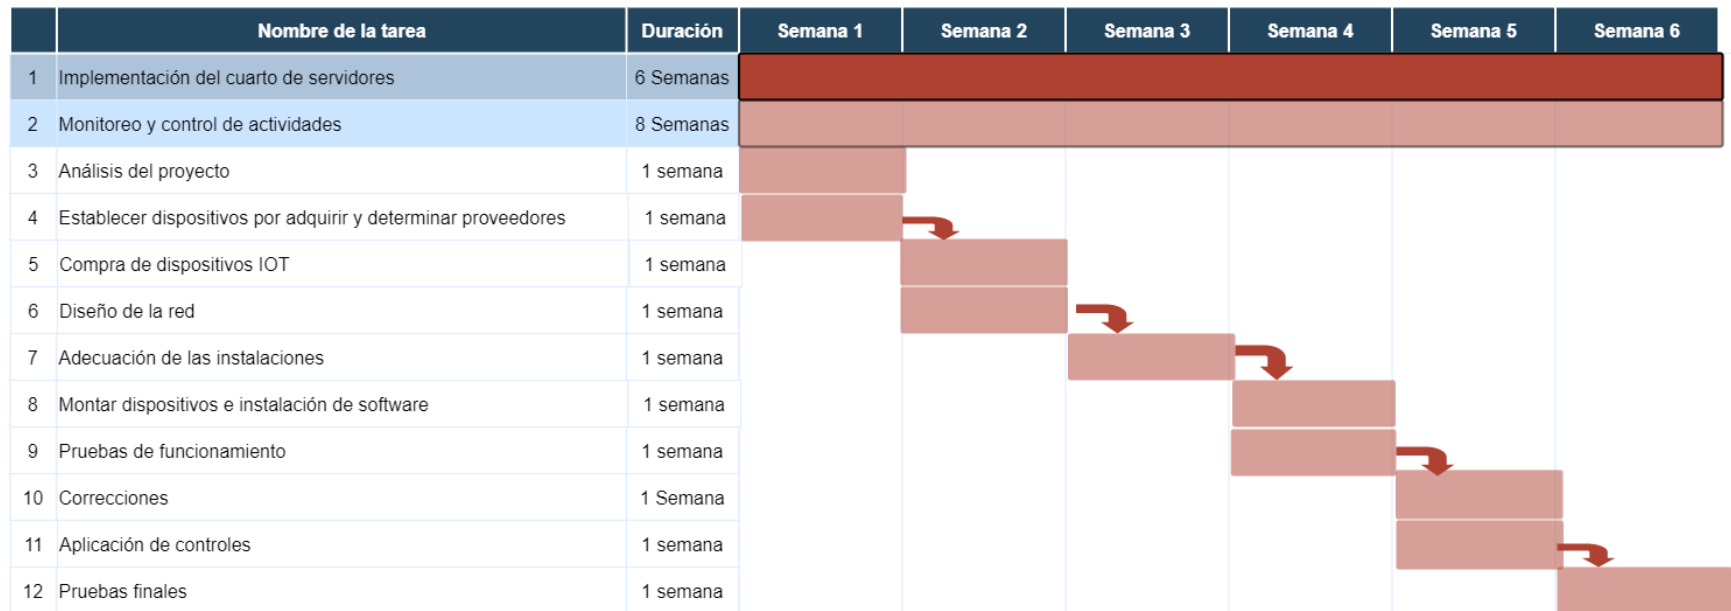 Nombre de la tarea Duración Semana 1 Semana 2 Semana 3 Semana 4 Semana 5 Semana 6
1 Implementación del cuarto de servidores 6 Semanas
2 Monitoreo y control de actividades 8 Semanas
3 Análisis del proyecto 1 semana
4 Establecer dispositivos por adquirir y determinar proveedores 1 semana
5 Compra de dispositivos IOT 1 semana
6 Diseño de la red 1 semana
7 Adecuación de las instalaciones 1 semana
8 Montar dispositivos e instalación de software 1 semana
9 Pruebas de funcionamiento 1 semana
10 Correcciones 1 Semana
11 Aplicación de controles 1 semana
12 Pruebas finales 1 semana